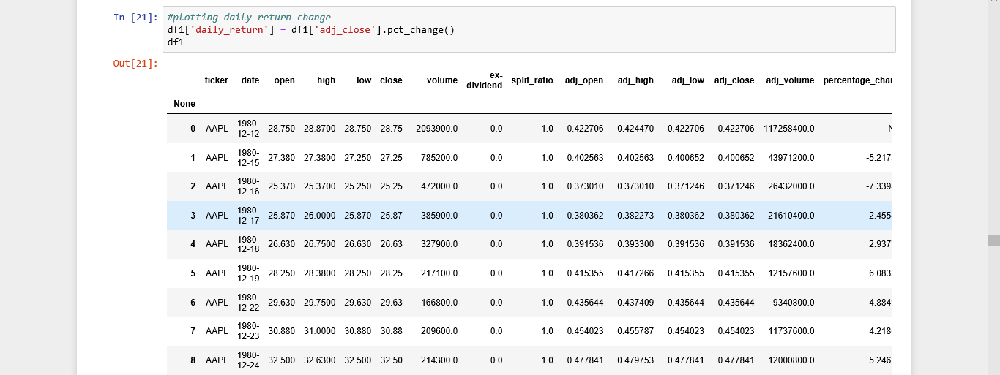 In [21]: #plotting daily return change
df1['daily_return'] = df1['adj_close'].pct_change()
df1
Out[21]:
ticker date open high low close volume ex-dividend split_ratio adj_open adj_high adj_low adj_close adj_volume percentage_chan
None
0 AAPL 1980-12-12 28.750 28.8700 28.750 28.75 2093900.0 0.0 1.0 0.422706 0.424470 0.422706 0.422706 117258400.0 N
1 AAPL 1980-12-15 27.380 27.3800 27.250 27.25 785200.0 0.0 1.0 0.402563 0.402563 0.400652 0.400652 43971200.0 -5.217
2 AAPL 1980-12-16 25.370 25.3700 25.250 25.25 472000.0 0.0 1.0 0.373010 0.373010 0.371246 0.371246 26432000.0 -7.339
3 AAPL 1980-12-17 25.870 26.0000 25.870 25.87 385900.0 0.0 1.0 0.380362 0.382273 0.380362 0.380362 21610400.0 2.455
4 AAPL 1980-12-18 26.630 26.7500 26.630 26.63 327900.0 0.0 1.0 0.391536 0.393300 0.391536 0.391536 18362400.0 2.937
5 AAPL 1980-12-19 28.250 28.3800 28.250 28.25 217100.0 0.0 1.0 0.415355 0.417266 0.415355 0.415355 12157600.0 6.083
6 AAPL 1980-12-22 29.630 29.7500 29.630 29.63 166800.0 0.0 1.0 0.435644 0.437409 0.435644 0.435644 9340800.0 4.884
7 AAPL 1980-12-23 30.880 31.0000 30.880 30.88 209600.0 0.0 1.0 0.454023 0.455787 0.454023 0.454023 11737600.0 4.218
8 AAPL 1980-12-24 32.500 32.6300 32.500 32.50 214300.0 0.0 1.0 0.477841 0.479753 0.477841 0.477841 12000800.0 5.246